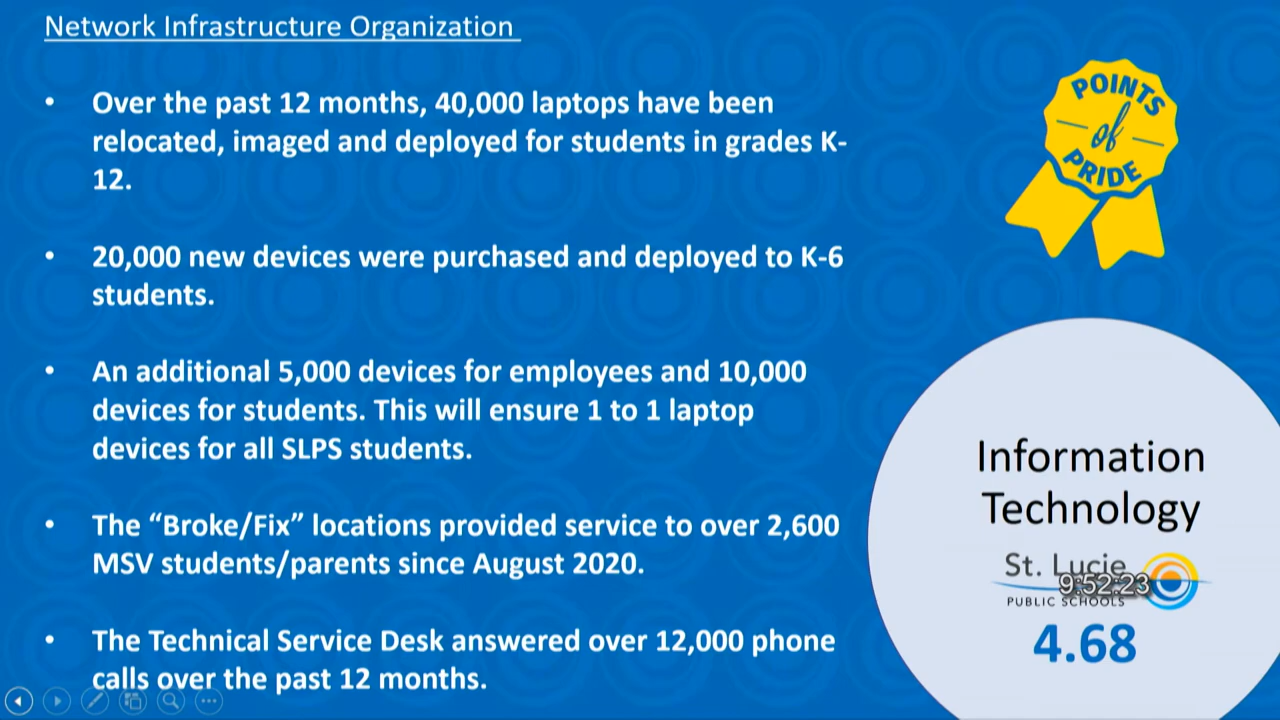 Network Infrastructure Organization
• Over the past 12 months, 40,000 laptops have been
relocated, imaged and deployed for students in grades K-
12.
• 20,000 new devices were purchased and deployed to K-6
students.
• An additional 5,000 devices for employees and 10,000
devices for students. This will ensure 1 to 1 laptop
devices for all SLPS students.
• The “Broke/Fix” locations provided service to over 2,600
MSV students/parents since August 2020.
• The Technical Service Desk answered over 12,000 phone
calls over the past 12 months.
POINTS
of
PRIDE
Information
Technology
St. Lucie
9:52:23
PUBLIC SCHOOLS
4.68